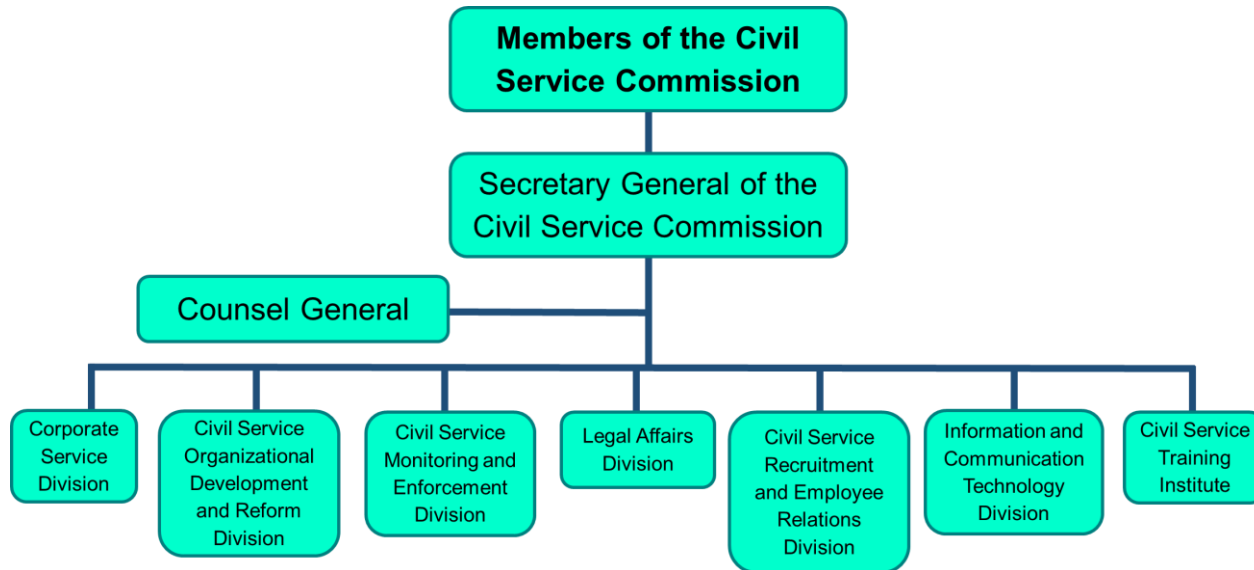 Members of the Civil
Service Commission
Secretary General of the
Civil Service Commission
Counsel General
Corporate
Service
Division
Civil Service
Organizational
Development
and Reform
Division
Civil Service
Monitoring and
Enforcement
Division
Legal Affairs
Division
Civil Service
Recruitment
and Employee
Relations
Division
Information and
Communication
Technology
Division
Civil Service
Training
Institute